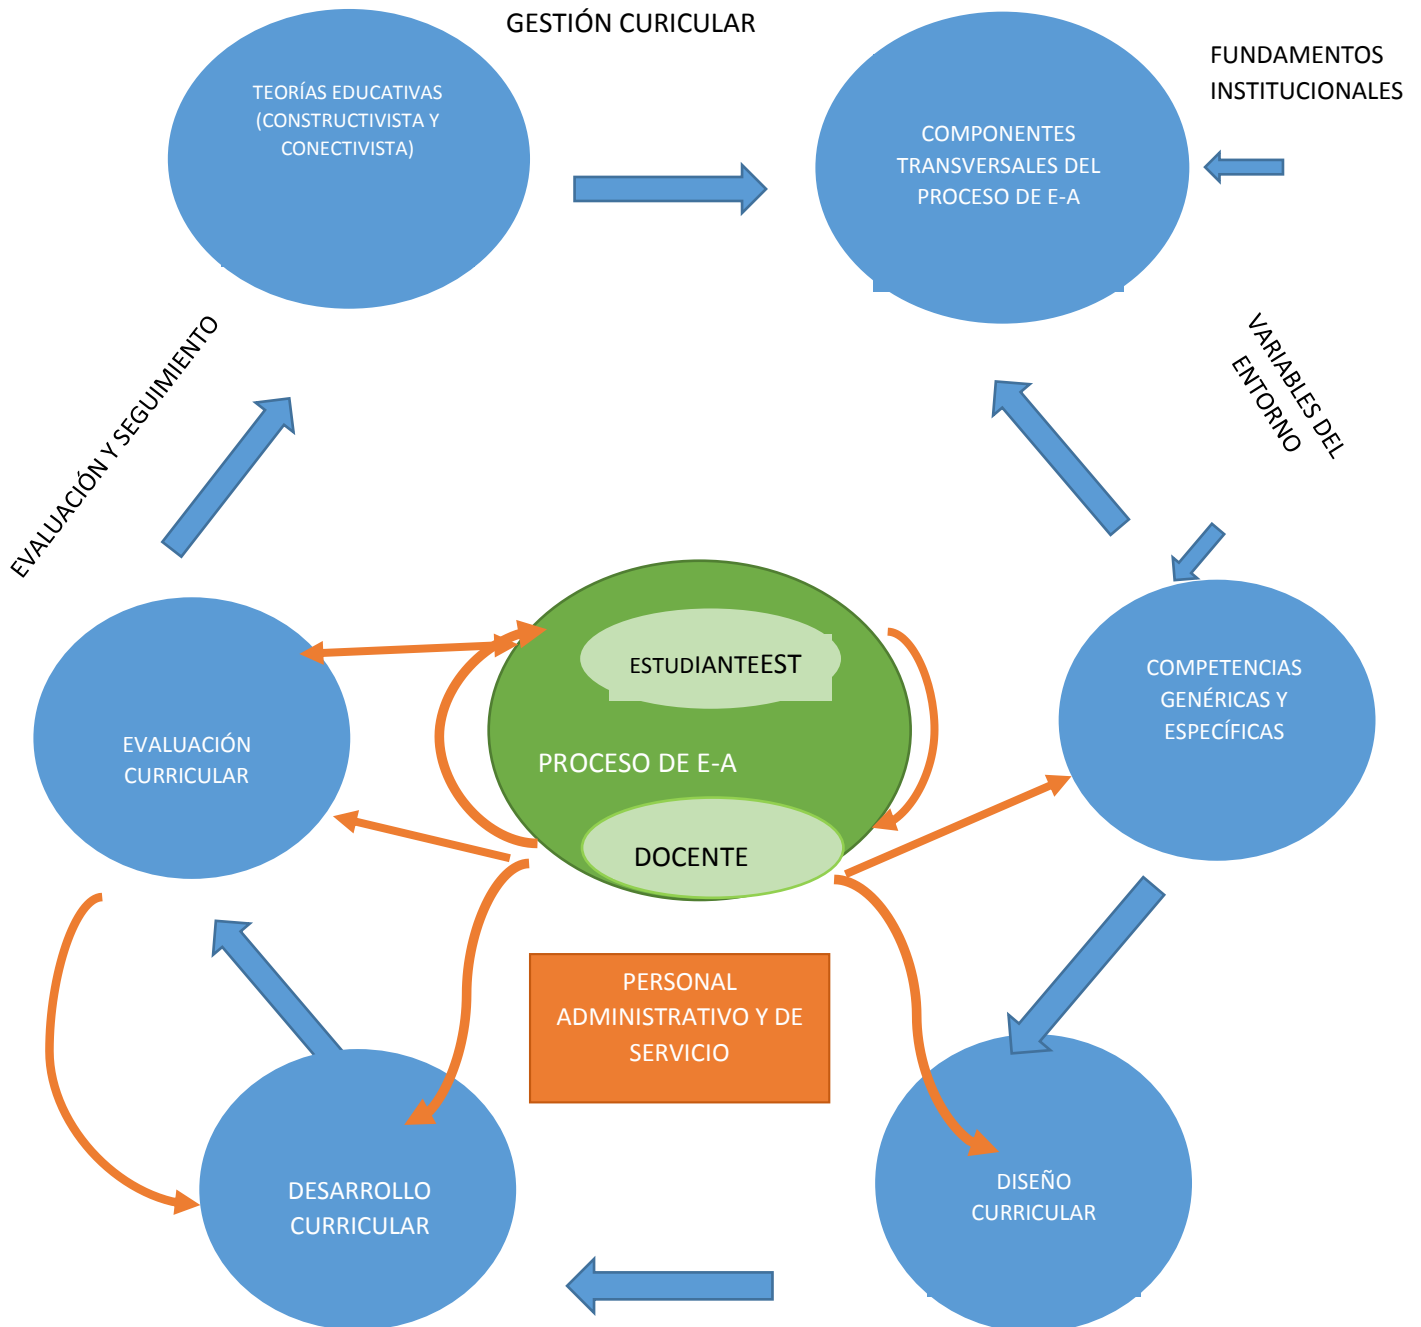 GESTIÓN CURICULAR
FUNDAMENTOS
INSTITUCIONALES
TEORÍAS EDUCATIVAS
(CONSTRUCTIVISTA Y
CONECTIVISTA)
COMPONENTES
TRANSVERSALES DEL
PROCESO DE E-A
EVALUACIÓN Y SEGUIMIENTO
VARIABLES DEL
ENTORNO
ESTUDIANTEEST
COMPETENCIAS
GENÉRICAS Y
ESPECÍFICAS
EVALUACIÓN
CURRICULAR
PROCESO DE E-A
DOCENTE
PERSONAL
ADMINISTRATIVO Y DE
SERVICIO
DESARROLLO
CURRICULAR
DISEÑO
CURRICULAR